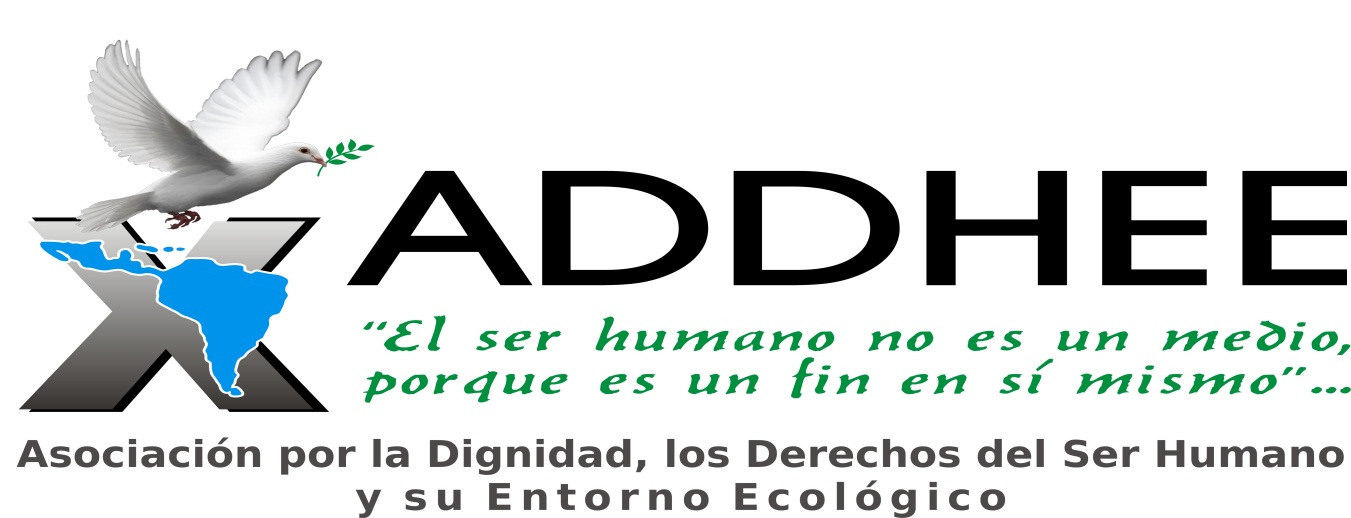 X ADDHEE
“El ser humano no es un medio,
porque es un fin en sí mismo”...
Asociación por la Dignidad, los Derechos del Ser Humano
y su Entorno Ecológico